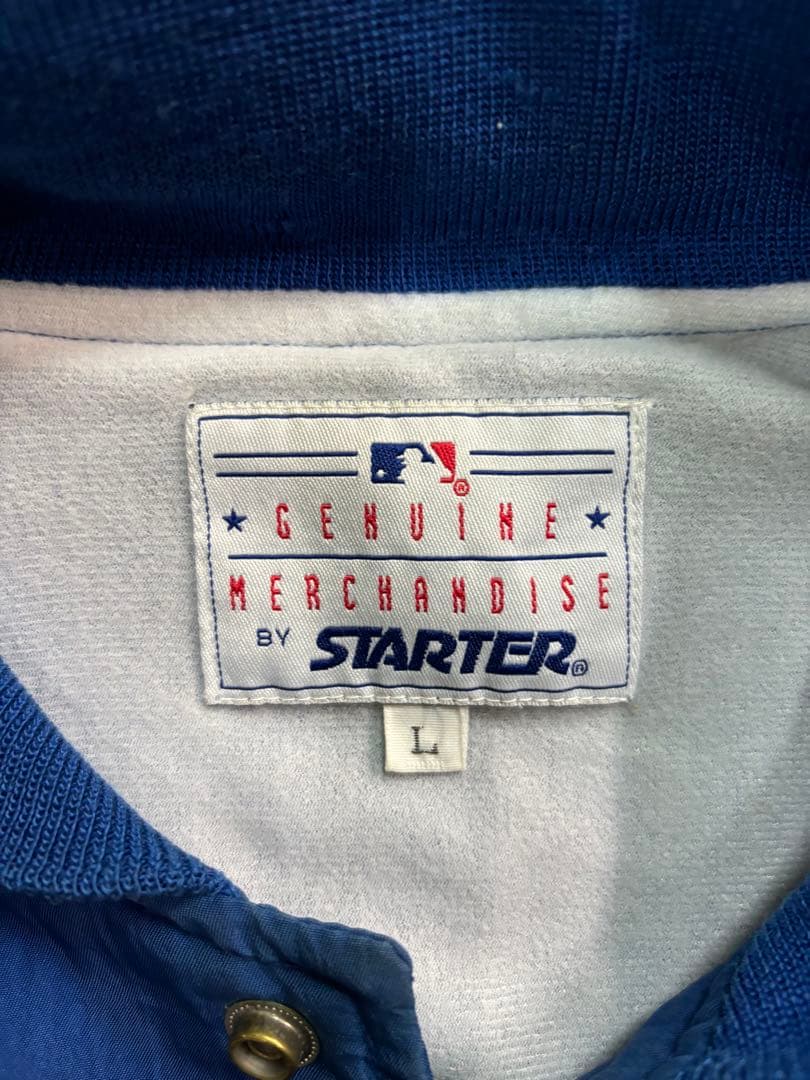 ®
★ GENUINE ★
MERCHANDISE
BY STARTER®
L